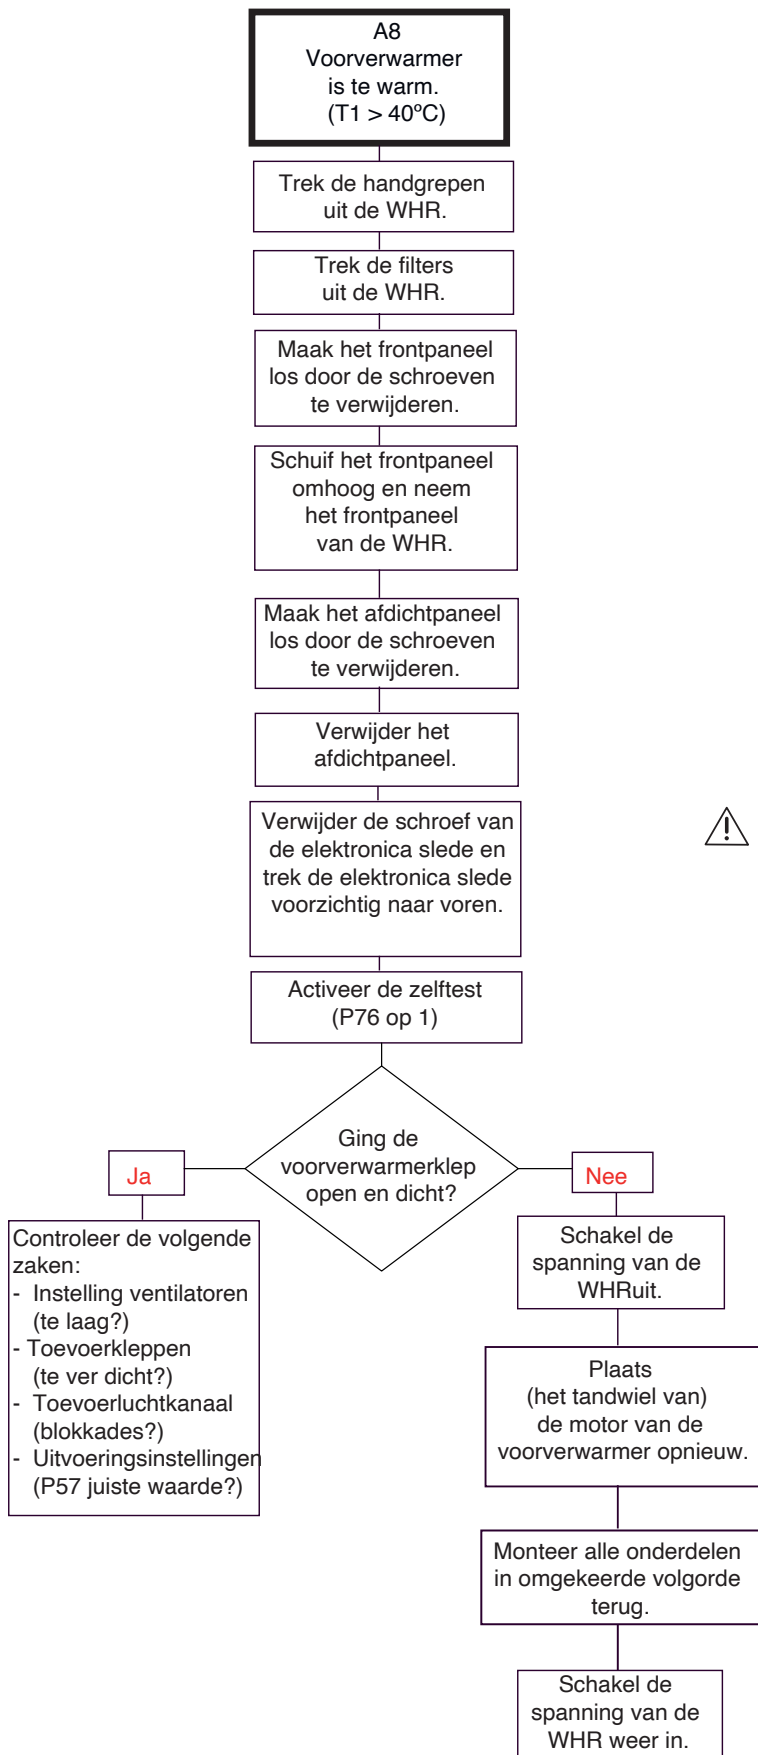 A8
Voorverwarmer
is te warm.
(T1 > 40ºC)
Trek de handgrepen
uit de WHR.
Trek de filters
uit de WHR.
Maak het frontpaneel
los door de schroeven
te verwijderen.
Schuif het frontpaneel
omhoog en neem
het frontpaneel
van de WHR.
Maak het afdichtpaneel
los door de schroeven
te verwijderen.
Verwijder het
afdichtpaneel.
Verwijder de schroef van
de elektronica slede en
trek de elektronica slede
voorzichtig naar voren.
Activeer de zelftest
(P76 op 1)
Ging de
voorverwarmerklep
open en dicht?
Ja
Controleer de volgende
zaken:
- Instelling ventilatoren
(te laag?)
- Toevoerkleppen
(te ver dicht?)
- Toevoerluchtkanaal
(blokkades?)
- Uitvoeringsinstellingen
(P57 juiste waarde?)
Nee
Schakel de
spanning van de
WHRuit.
Plaats
(het tandwiel van)
de motor van de
voorverwarmer opnieuw.
Monteer alle onderdelen
in omgekeerde volgorde
terug.
Schakel de
spanning van de
WHR weer in.